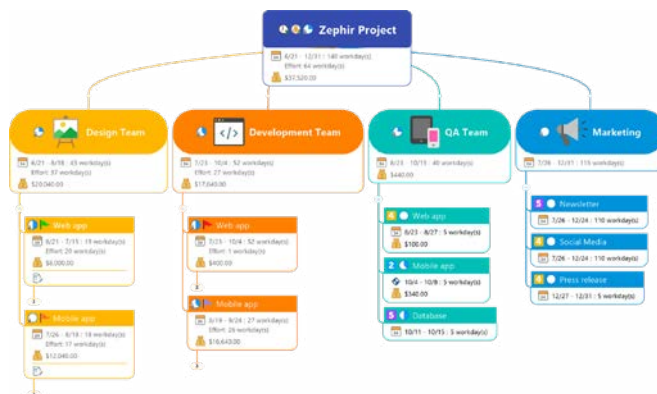 Zephir Project
6/21 - 12/31 : 140 workday(s)
Effort: 64 workday(s)
$37,520.00
Design Team
6/21 - 8/18 : 43 workday(s)
Effort: 37 workday(s)
$20,040.00
Web app
6/21 - 7/15 : 19 workday(s)
Effort: 20 workday(s)
$8,000.00
Mobile app
7/26 - 8/18 : 18 workday(s)
Effort: 17 workday(s)
$12,040.00
Development Team
7/23 - 10/4 : 52 workday(s)
Effort: 27 workday(s)
$17,040.00
Web app
7/23 - 10/4 : 52 workday(s)
Effort: 1 workday(s)
$400.00
Mobile app
8/19 - 9/24 : 27 workday(s)
Effort: 26 workday(s)
$16,640.00
QA Team
8/23 - 10/15 : 40 workday(s)
$440.00
4 Web app
8/23 - 8/27 : 5 workday(s)
$100.00
2 Mobile app
10/4 - 10/8 : 5 workday(s)
$340.00
5 Database
10/11 - 10/15 : 5 workday(s)
Marketing
7/26 - 12/31 : 115 workday(s)
5 Newsletter
7/26 - 12/24 : 110 workday(s)
4 Social Media
7/26 - 12/24 : 110 workday(s)
4 Press release
12/27 - 12/31 : 5 workday(s)